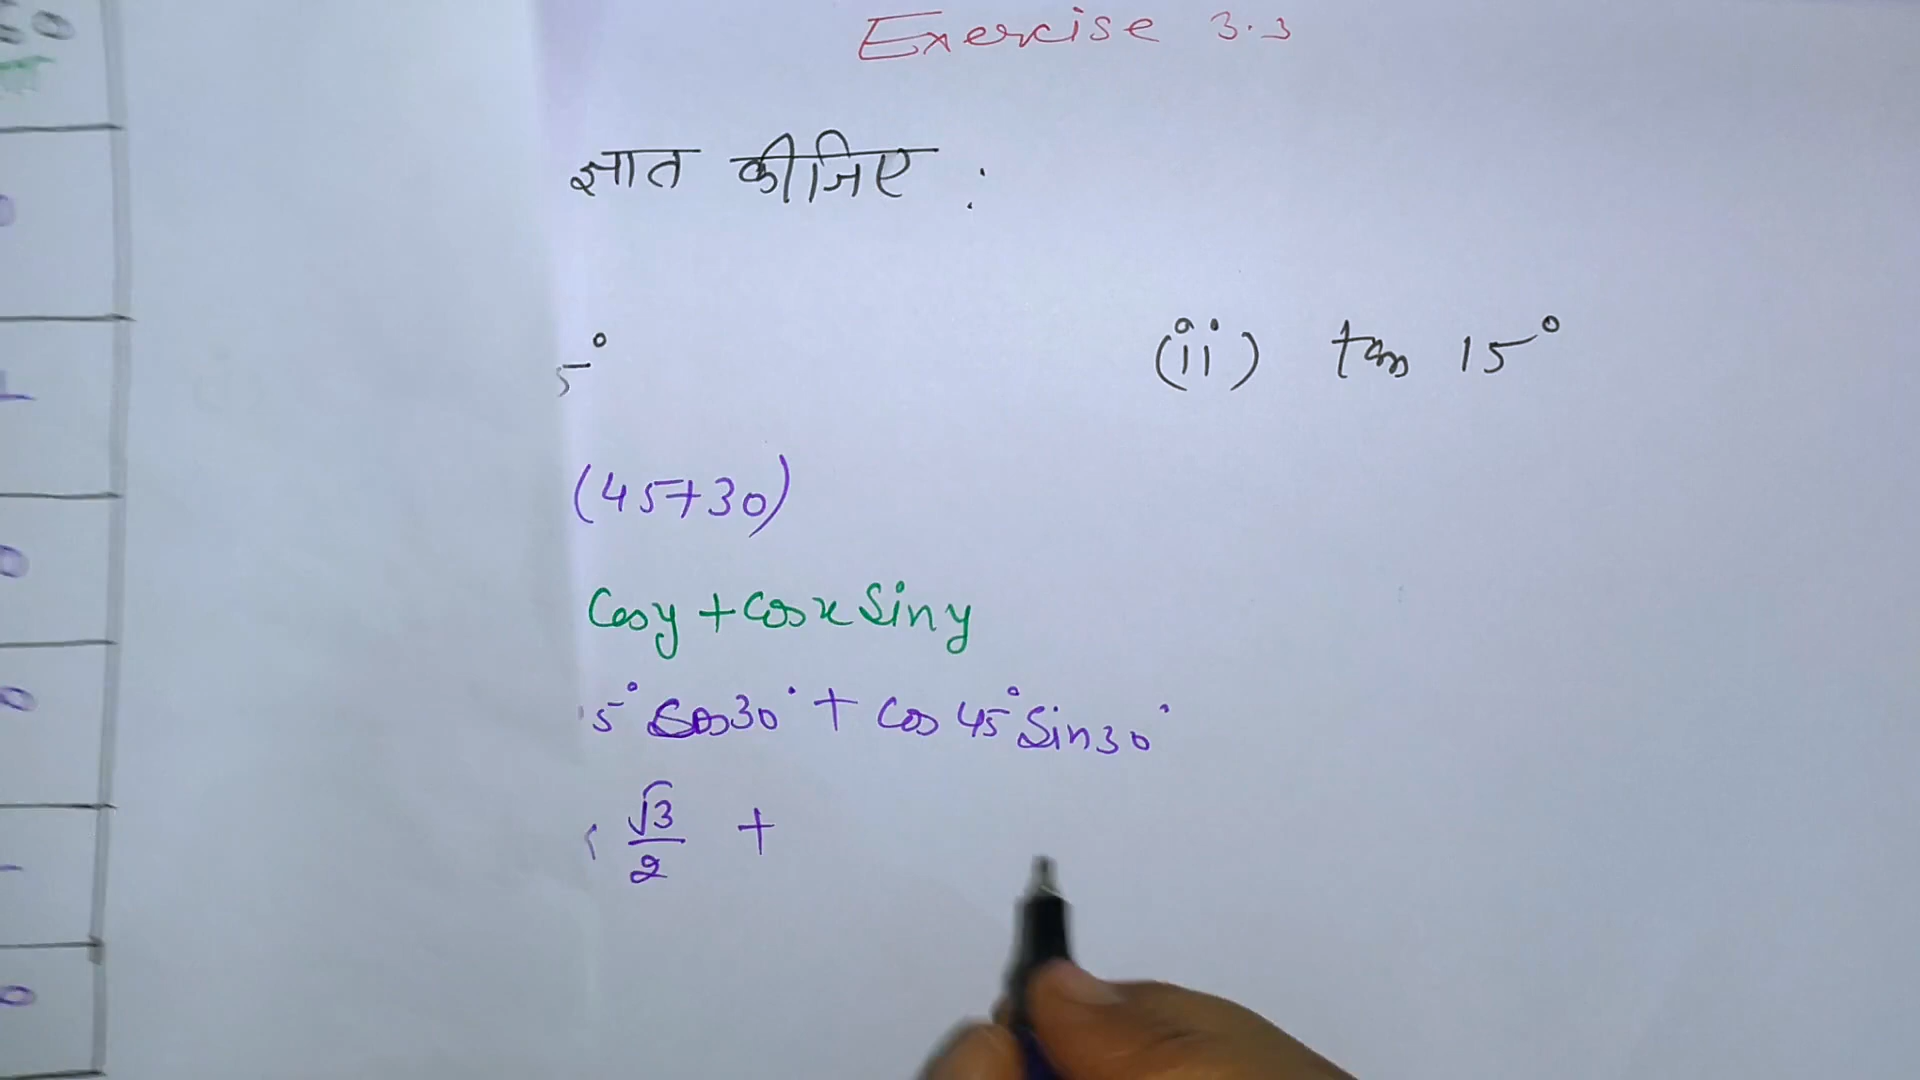 Exercise 3.3
ज्ञात कीजिए :
5°
(ii) tan 15°
(45+30)
Cosy + Cosx Siny
5° Cos30° + Cos 45° Sin30°
√3/2 +